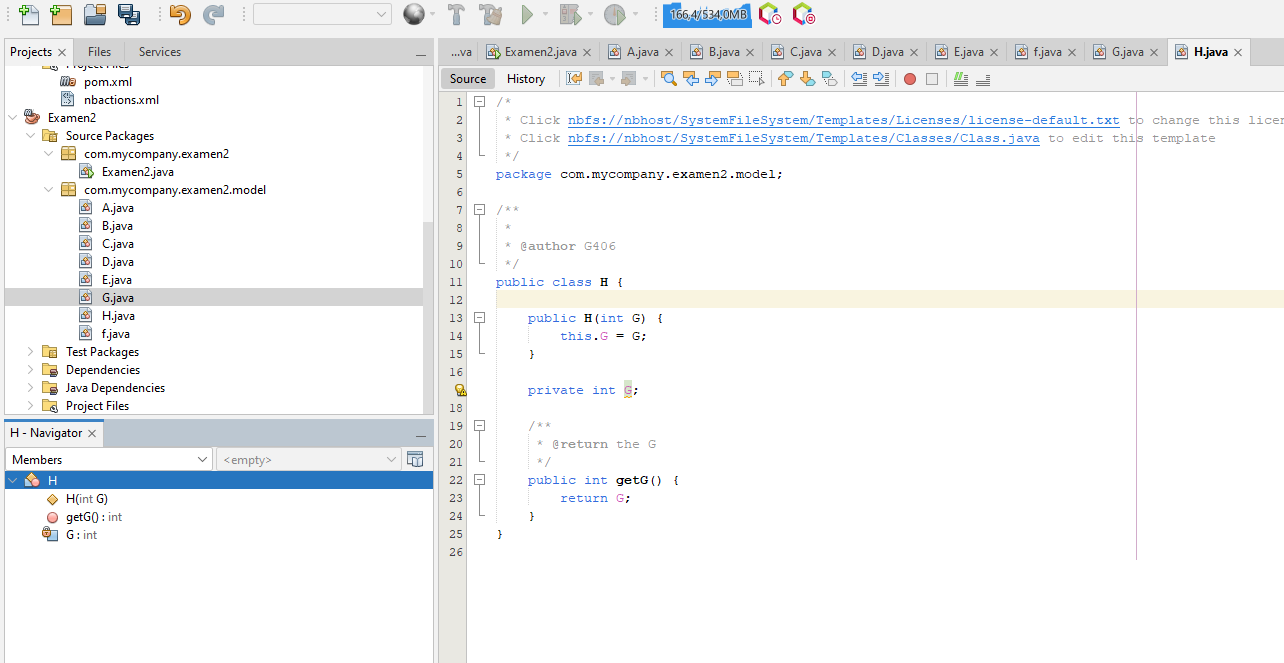 166,4/534,0MB
Projects
Files
Services
...va
Examen2.java
A.java
B.java
C.java
D.java
E.java
f.java
G.java
H.java
Source
History
Project Files
pom.xml
nbactions.xml
Examen2
Source Packages
com.mycompany.examen2
Examen2.java
com.mycompany.examen2.model
A.java
B.java
C.java
D.java
E.java
G.java
H.java
f.java
Test Packages
Dependencies
Java Dependencies
Project Files
H - Navigator
Members
<empty>
H
H(int G)
getG() : int
G : int
1 /*
2 * Click nbfs://nbhost/SystemFileSystem/Templates/Licenses/license-default.txt to change this licen
3 * Click nbfs://nbhost/SystemFileSystem/Templates/Classes/Class.java to edit this template
4 */
5 package com.mycompany.examen2.model;
6
7 /**
8 *
9 * @author G406
10 */
11 public class H {
12
13 public H(int G) {
14 this.G = G;
15 }
16
private int G;
18
19 /**
20 * @return the G
21 */
22 public int getG() {
23 return G;
24 }
25 }
26